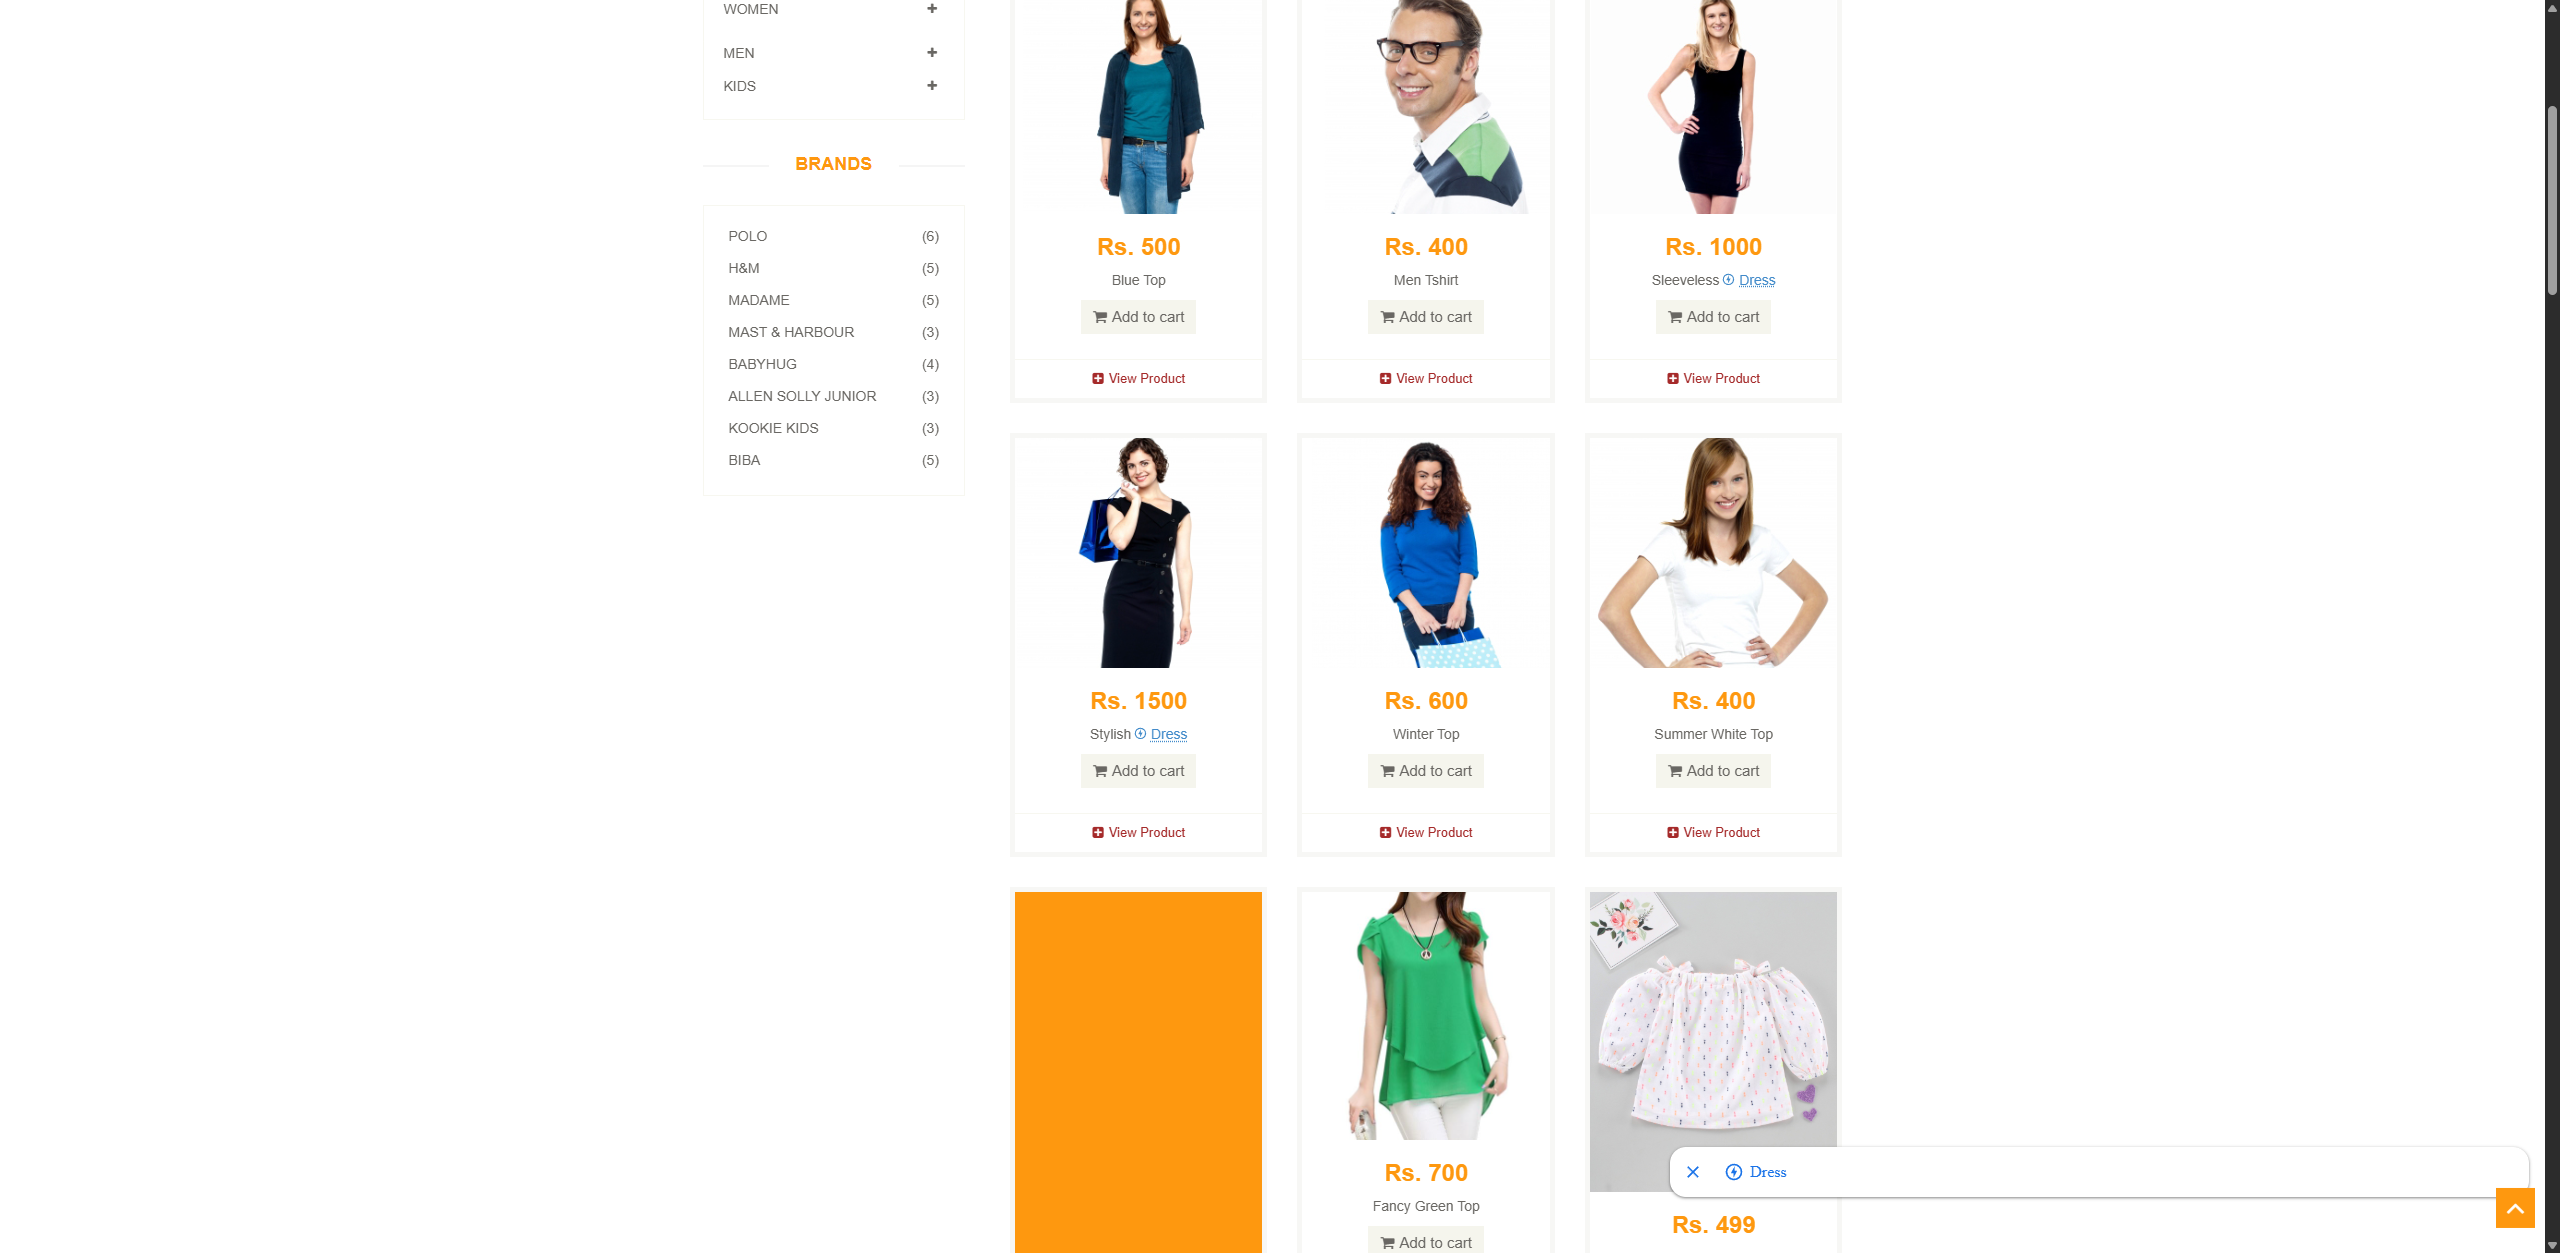 WOMEN
MEN
KIDS
BRANDS
POLO (6)
H&M (5)
MADAME (5)
MAST & HARBOUR (3)
BABYHUG (4)
ALLEN SOLLY JUNIOR (3)
KOOKIE KIDS (3)
BIBA (5)
Rs. 500
Blue Top
Add to cart
View Product
Rs. 400
Men Tshirt
Add to cart
View Product
Rs. 1000
Sleeveless Dress
Add to cart
View Product
Rs. 1500
Stylish Dress
Add to cart
View Product
Rs. 600
Winter Top
Add to cart
View Product
Rs. 400
Summer White Top
Add to cart
View Product
Rs. 700
Fancy Green Top
Add to cart
Rs. 499
Dress